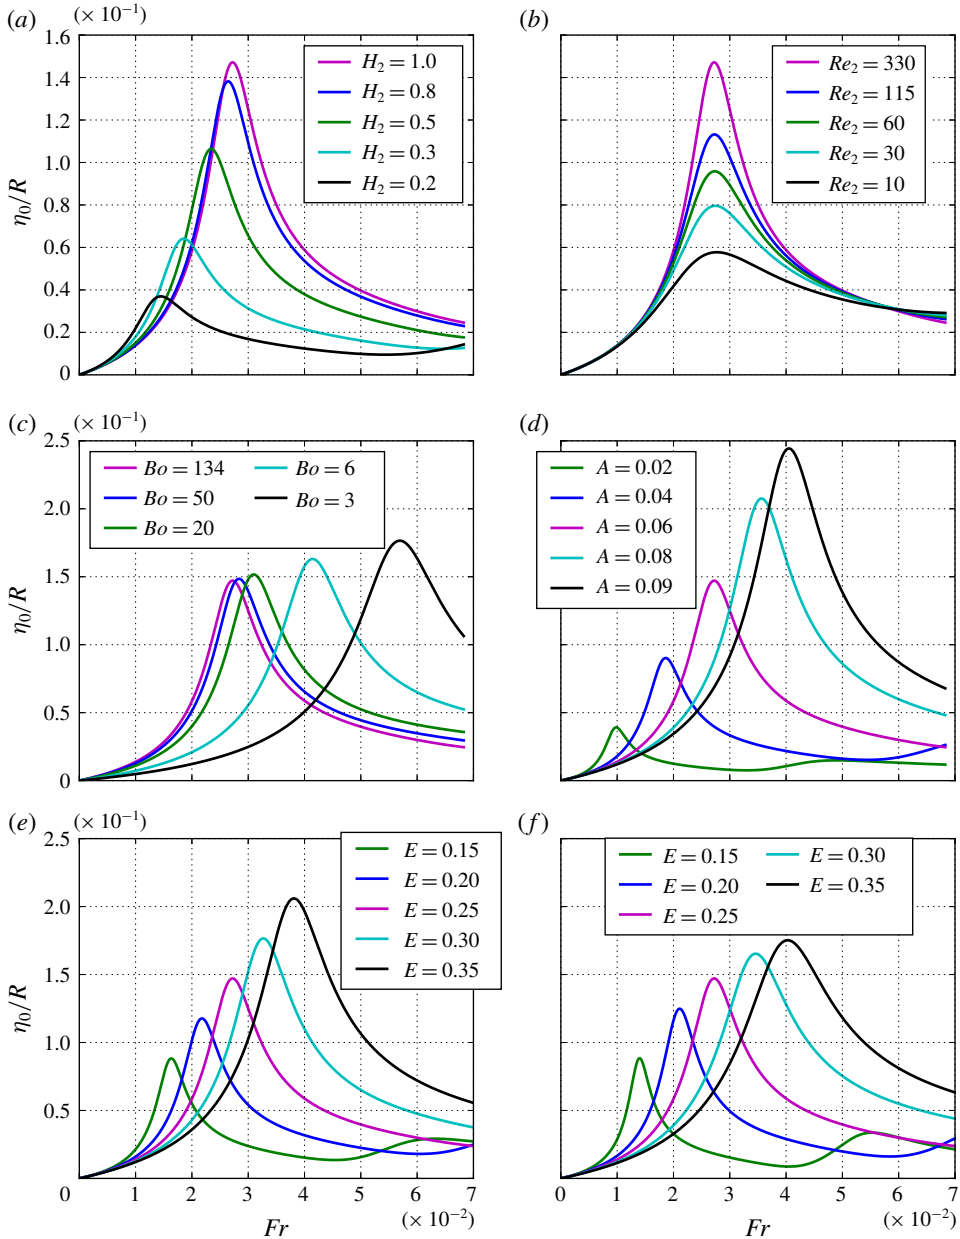 (a)
(× 10⁻¹)
1.6
1.4
1.2
1.0
0.8
0.6
0.4
0.2
0
η₀/R
H₂ = 1.0
H₂ = 0.8
H₂ = 0.5
H₂ = 0.3
H₂ = 0.2
(b)
Re₂ = 330
Re₂ = 115
Re₂ = 60
Re₂ = 30
Re₂ = 10
(c)
(× 10⁻¹)
2.5
2.0
1.5
1.0
0.5
0
η₀/R
Bo = 134
Bo = 50
Bo = 20
Bo = 6
Bo = 3
(d)
A = 0.02
A = 0.04
A = 0.06
A = 0.08
A = 0.09
(e)
(× 10⁻¹)
2.5
2.0
1.5
1.0
0.5
0
η₀/R
E = 0.15
E = 0.20
E = 0.25
E = 0.30
E = 0.35
1 2 3 4 5 6 7
Fr
(× 10⁻²)
(f)
E = 0.15
E = 0.20
E = 0.25
E = 0.30
E = 0.35
0 1 2 3 4 5 6 7
Fr
(× 10⁻²)